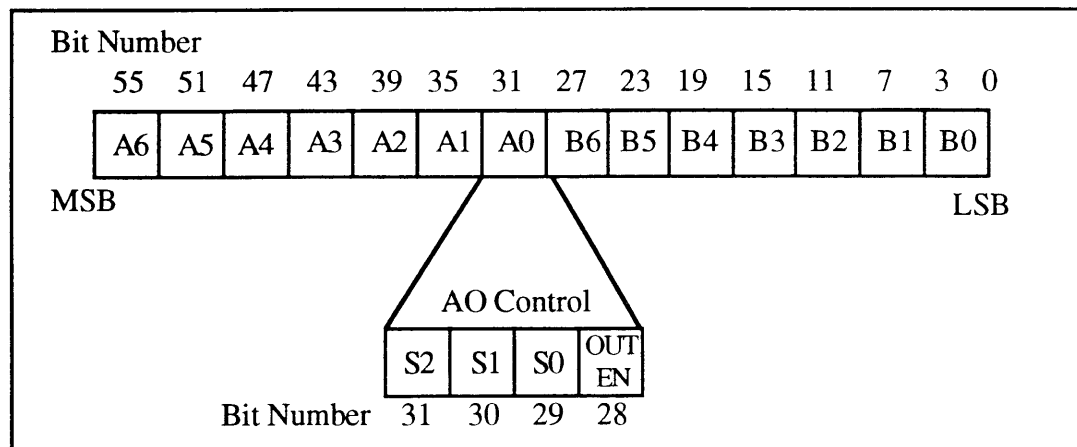 Bit Number
55 51 47 43 39 35 31 27 23 19 15 11 7 3 0
A6 A5 A4 A3 A2 A1 A0 B6 B5 B4 B3 B2 B1 B0
MSB LSB
AO Control
S2 S1 S0 OUT EN
Bit Number 31 30 29 28